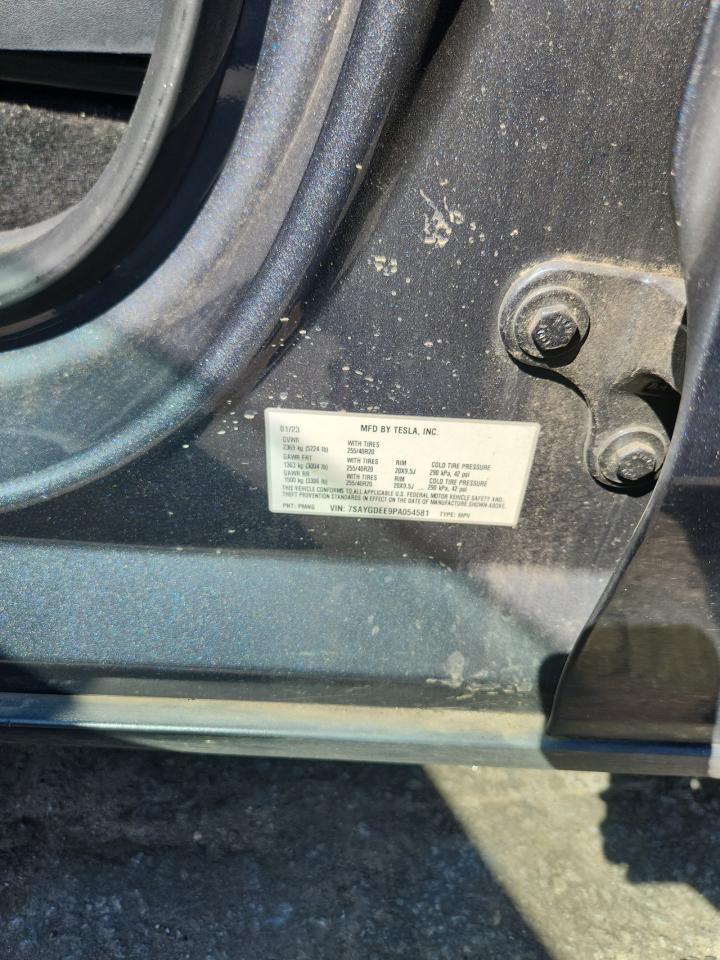 01/23 MFD BY TESLA, INC.
GVWR WITH TIRES
2369 kg (5224 lb) 255/40R20
GAWR FRT WITH TIRES RIM COLD TIRE PRESSURE
1363 kg (3004 lb) 255/40R20 20X9.5J 290 kPa, 42 psi
GAWR RR WITH TIRES RIM COLD TIRE PRESSURE
1500 kg (3306 lb) 255/40R20 20X9.5J 290 kPa, 42 psi
THIS VEHICLE CONFORMS TO ALL APPLICABLE U.S. FEDERAL MOTOR VEHICLE SAFETY AND
THEFT PREVENTION STANDARDS IN EFFECT ON THE DATE OF MANUFACTURE SHOWN ABOVE.
PNT: PMNG VIN: 7SAYGDEE9PA054581 TYPE: MPV